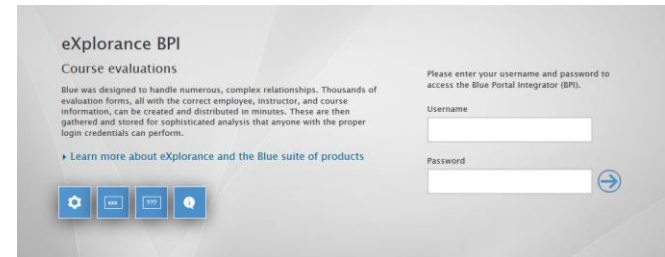 eXplorance BPI
Course evaluations
Blue was designed to handle numerous, complex relationships. Thousands of
evaluation forms, all with the correct employee, instructor, and course
information, can be created and distributed in minutes. These are then
gathered and stored for sophisticated analysis that anyone with the proper
login credentials can perform.
Learn more about eXplorance and the Blue suite of products
xxx
???
Please enter your username and password to
access the Blue Portal Integrator (BPI).
Username
Password